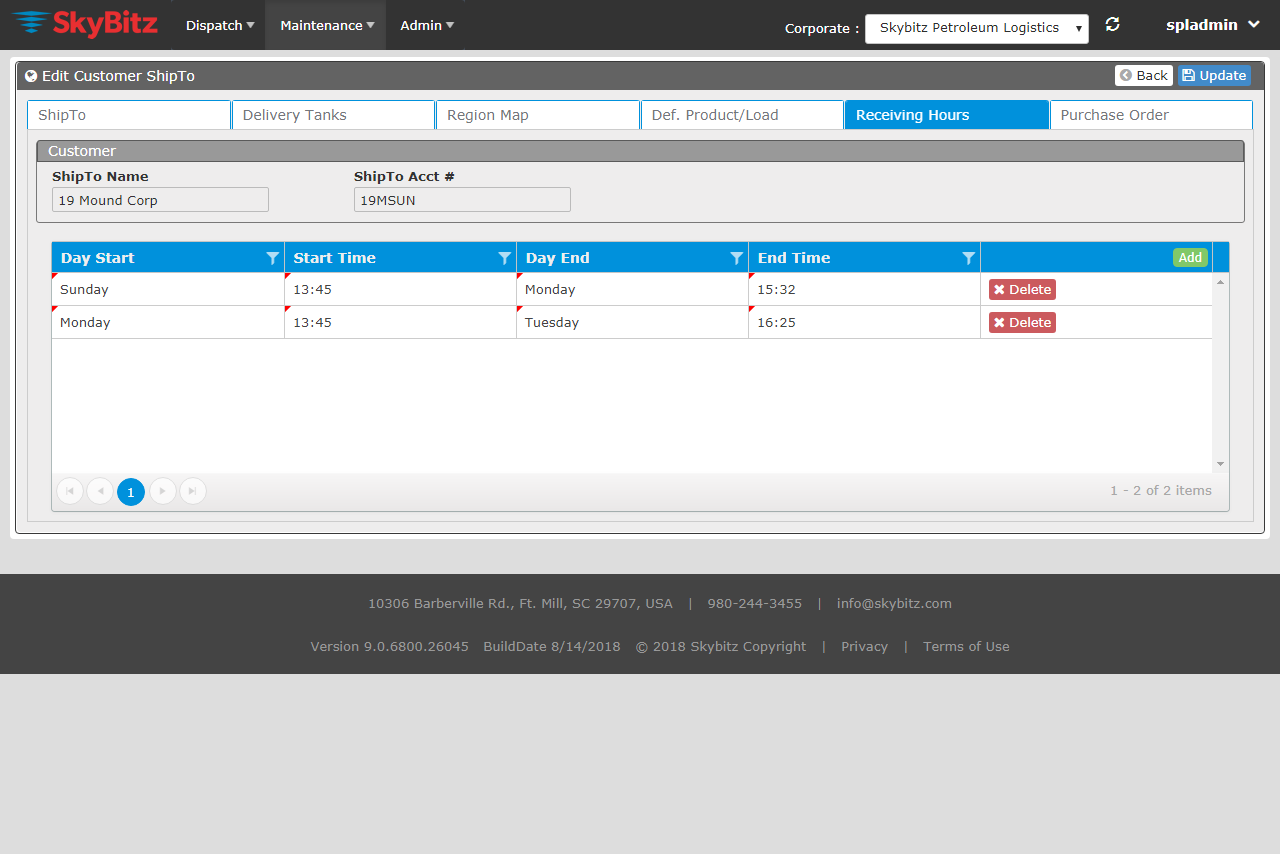 SkyBitz Dispatch Maintenance Admin Corporate : Skybitz Petroleum Logistics spladmin
Edit Customer ShipTo Back Update
ShipTo Delivery Tanks Region Map Def. Product/Load Receiving Hours Purchase Order
Customer
ShipTo Name ShipTo Acct #
19 Mound Corp 19MSUN
Day Start Start Time Day End End Time Add
Sunday 13:45 Monday 15:32 Delete
Monday 13:45 Tuesday 16:25 Delete
1 1 - 2 of 2 items
10306 Barberville Rd., Ft. Mill, SC 29707, USA | 980-244-3455 | info@skybitz.com
Version 9.0.6800.26045 BuildDate 8/14/2018 © 2018 Skybitz Copyright | Privacy | Terms of Use